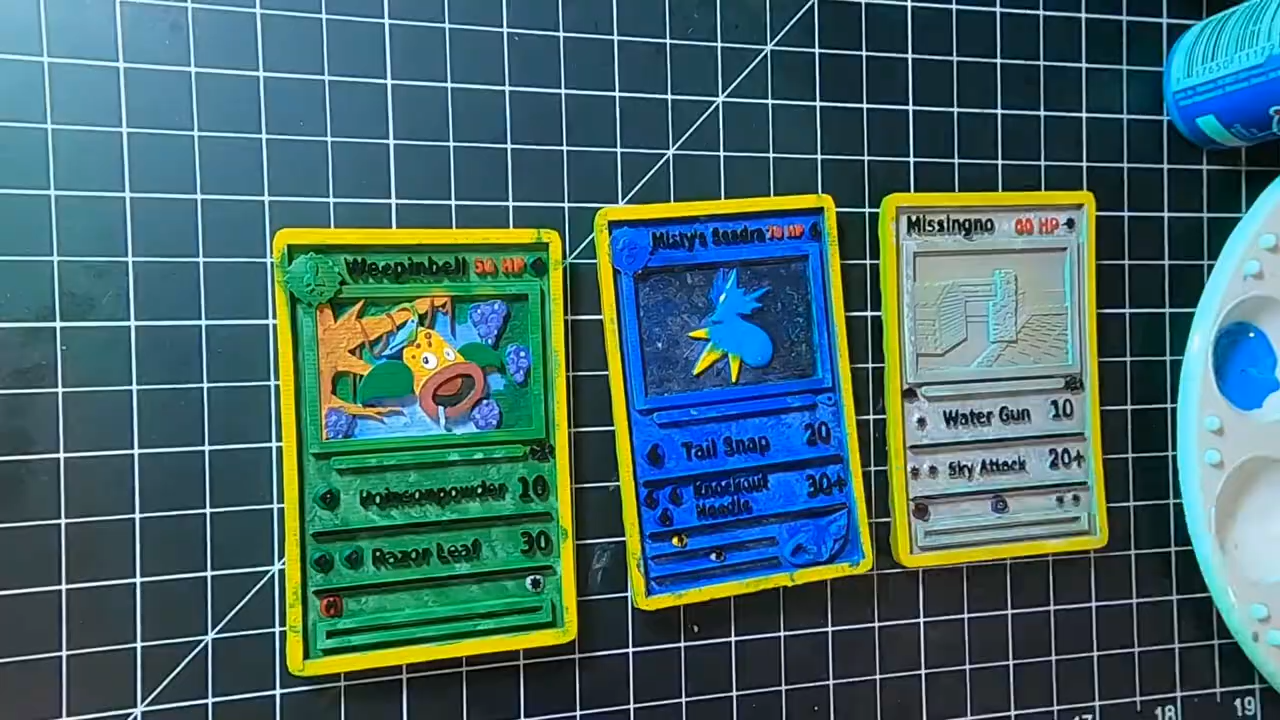 Weepinbell 50 HP
Poisonpowder 10
Razor Leaf 30
Misty's Seadra 70 HP
Tail Snap 20
Knockout
Needle 30+
Missingno 60 HP
Water Gun 10
Sky Attack 20+
17 18 19